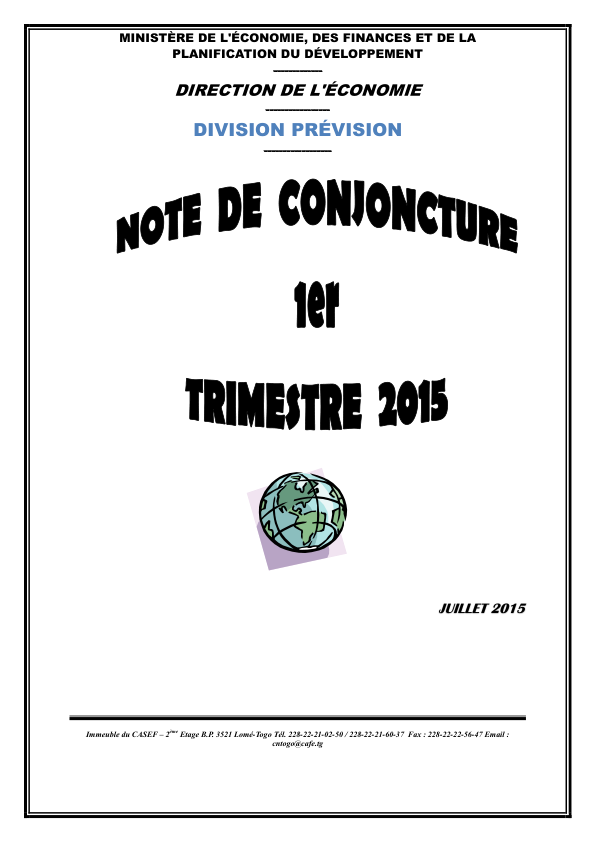 MINISTÈRE DE L'ÉCONOMIE, DES FINANCES ET DE LA
PLANIFICATION DU DÉVELOPPEMENT
-------------
DIRECTION DE L'ÉCONOMIE
-----------------
DIVISION PRÉVISION
------------------
NOTE DE CONJONCTURE
1er
TRIMESTRE 2015
JUILLET 2015
Immeuble du CASEF – 2ème Etage B.P. 3521 Lomé-Togo Tél. 228-22-21-02-50 / 228-22-21-60-37 Fax : 228-22-22-56-47 Email :
cntogo@cafe.tg